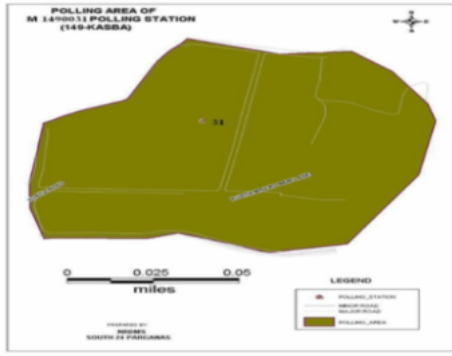 POLLING AREA OF
M 1490031 POLLING STATION
(149-KASBA)
N
31
0 0.025 0.05
miles
LEGEND
POLLING_STATION
MINOR ROAD
MAJOR ROAD
POLLING_AREA
PREPARED BY
NRDMS
SOUTH 24 PARGANAS